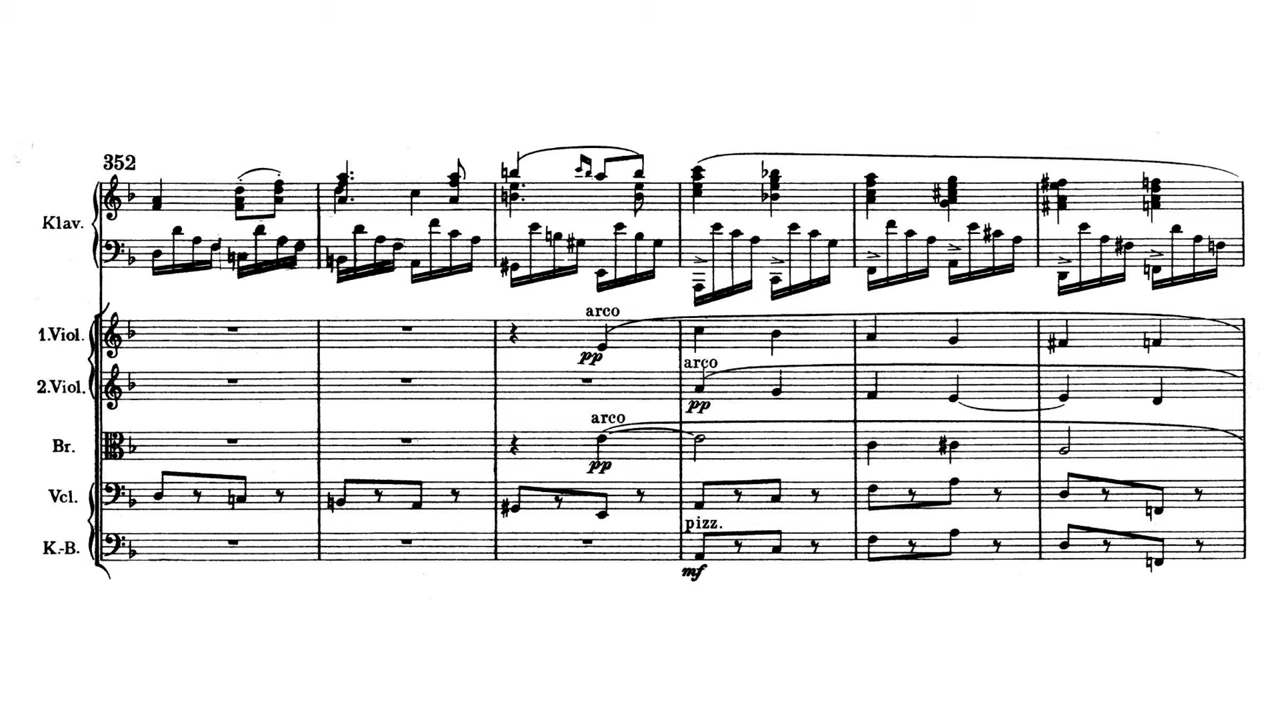 352
Klav.
arco
1.Viol.
pp
arco
2.Viol.
pp
arco
Br.
pp
Vcl.
pizz.
K.-B.
mf